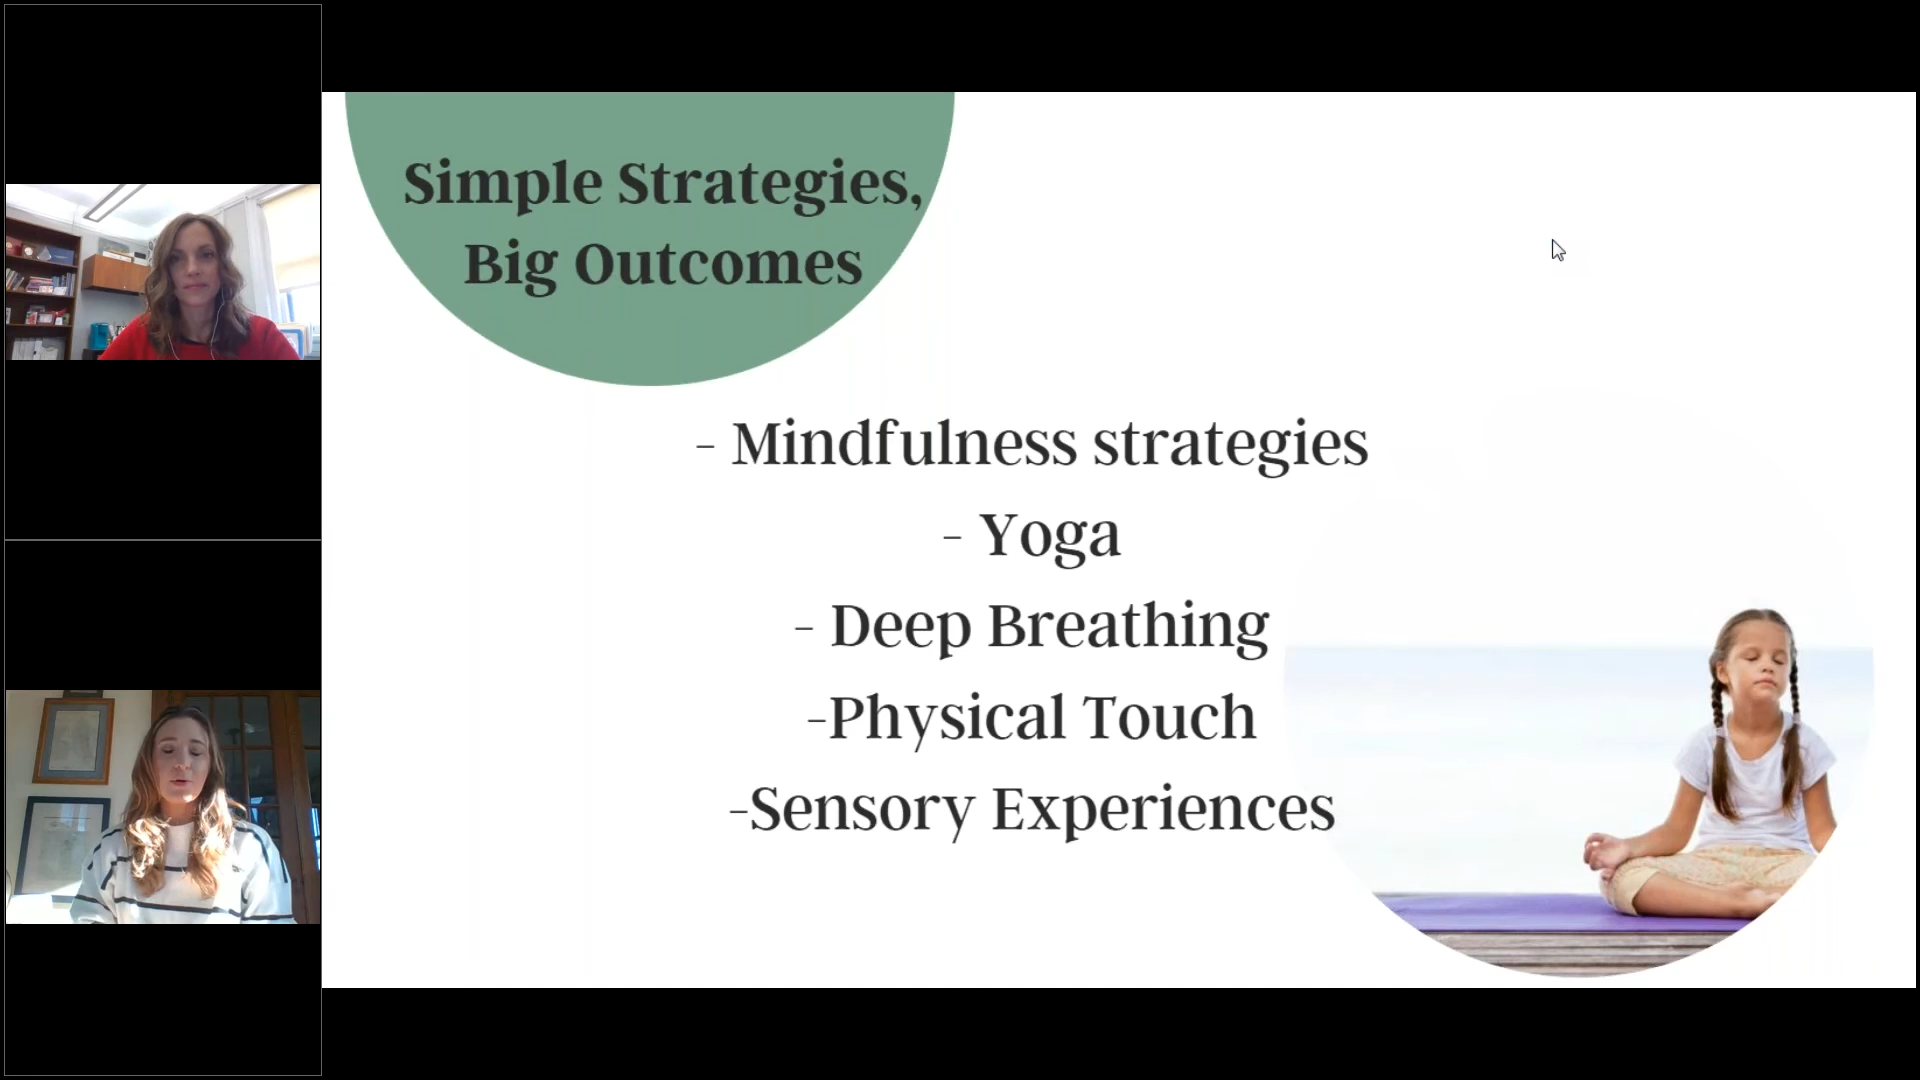 Simple Strategies,
Big Outcomes
- Mindfulness strategies
- Yoga
- Deep Breathing
-Physical Touch
-Sensory Experiences